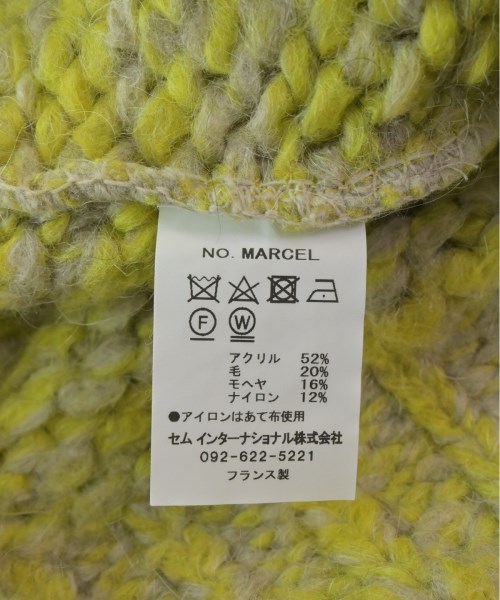 NO. MARCEL
F W
アクリル 52%
毛 20%
モヘヤ 16%
ナイロン 12%
●アイロンはあて布使用
セム インターナショナル株式会社
092-622-5221
フランス製